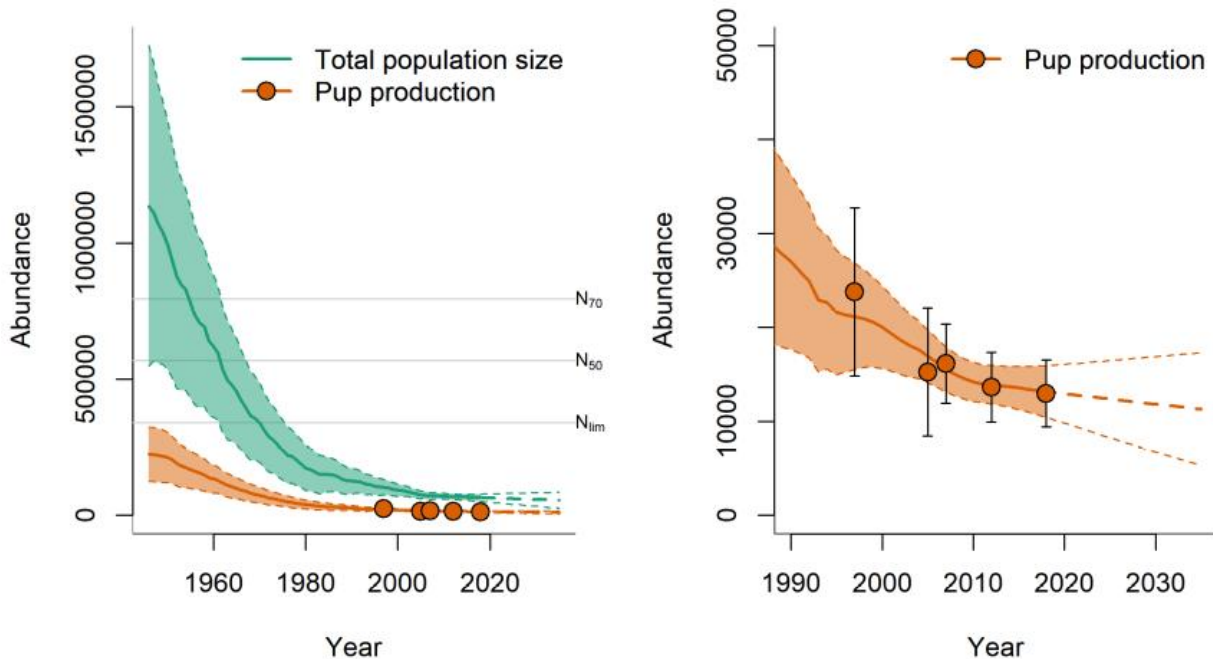 Total population size
Pup production
Abundance
1500000
1000000
500000
0
N70
N50
Nlim
1960
1980
2000
2020
Year
Pup production
Abundance
50000
30000
10000
0
1990
2000
2010
2020
2030
Year